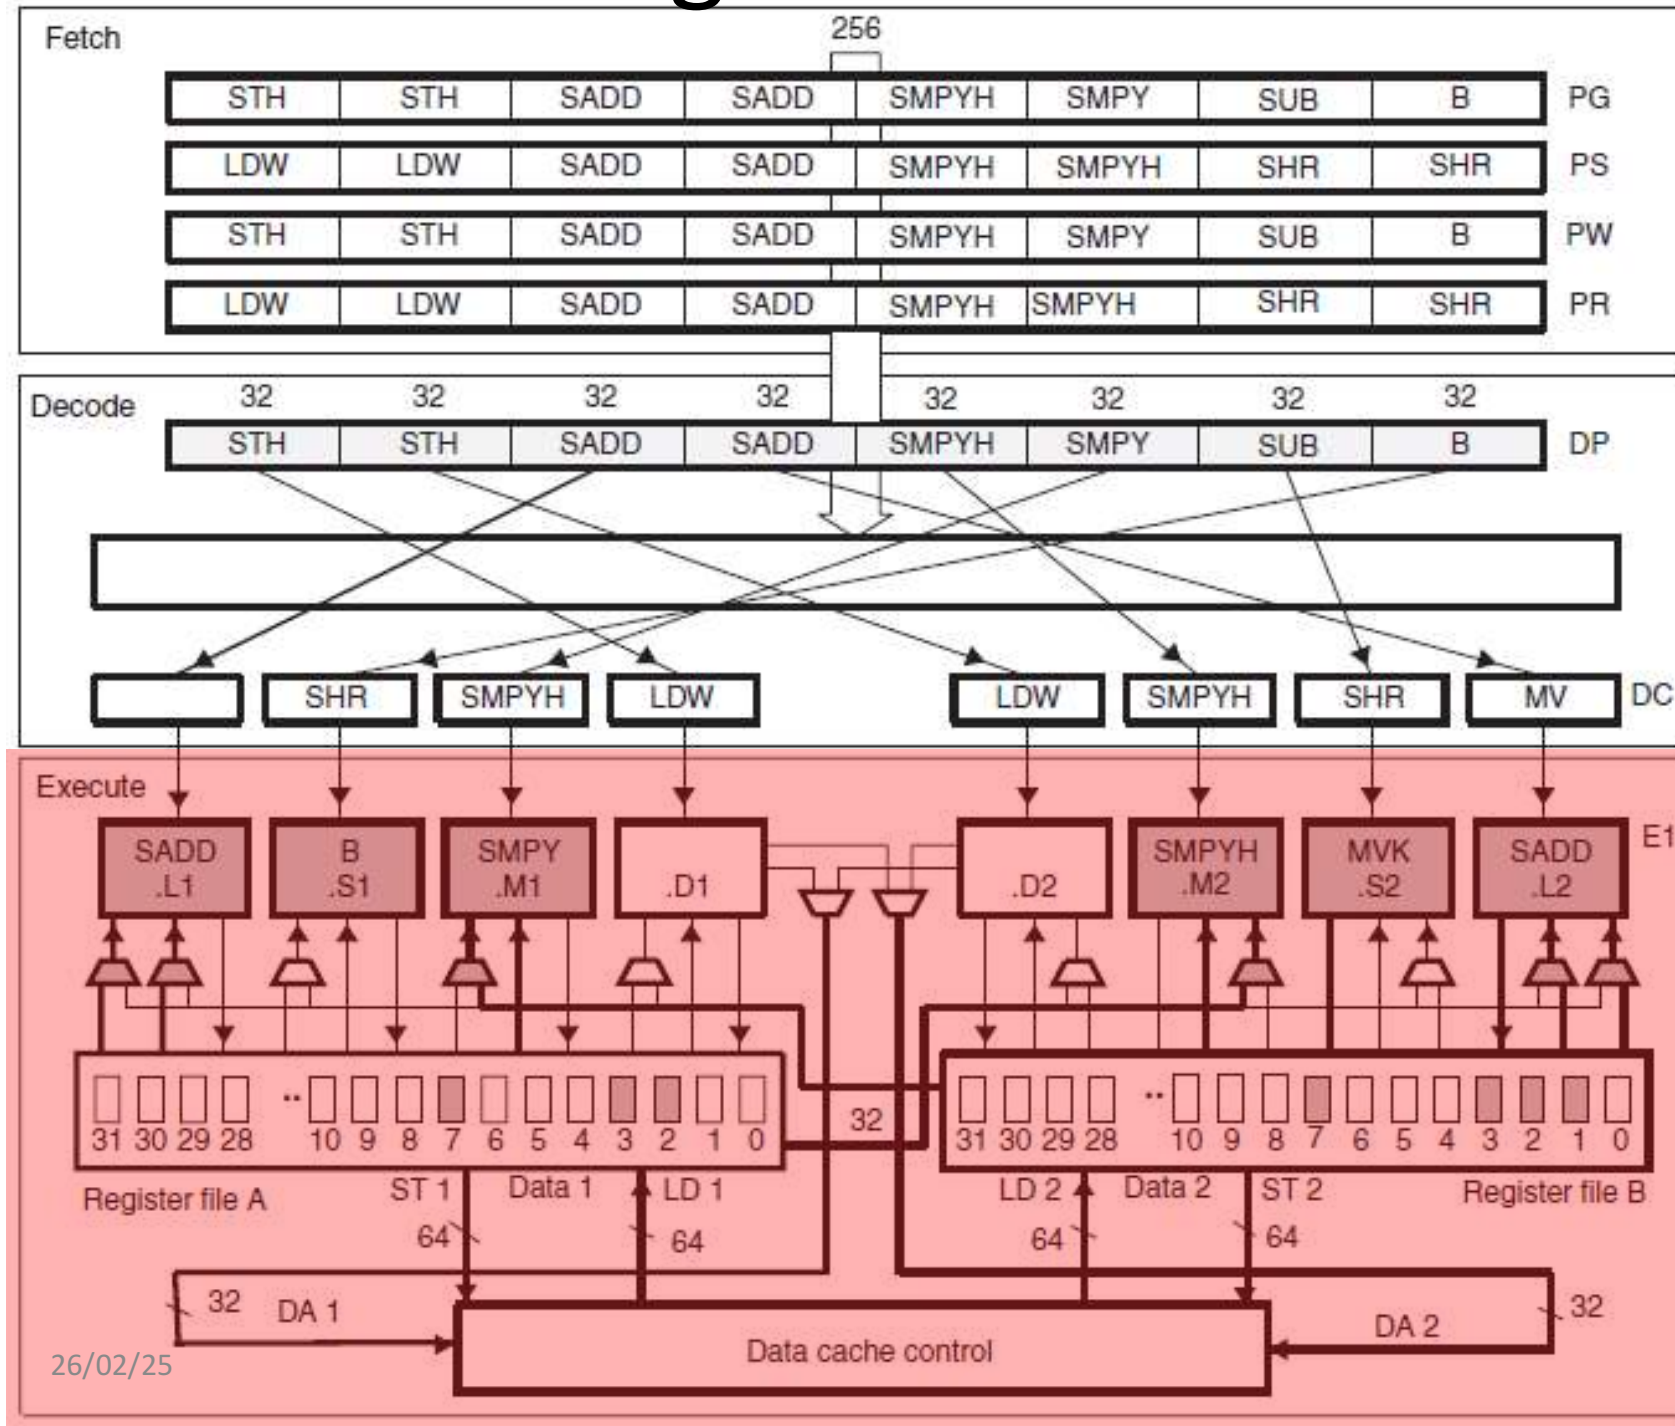 g
Fetch 256
STH STH SADD SADD SMPYH SMPY SUB B PG
LDW LDW SADD SADD SMPYH SMPYH SHR SHR PS
STH STH SADD SADD SMPYH SMPY SUB B PW
LDW LDW SADD SADD SMPYH SMPYH SHR SHR PR
32 32 32 32 32 32 32 32
Decode
STH STH SADD SADD SMPYH SMPY SUB B DP
SHR SMPYH LDW LDW SMPYH SHR MV DC
Execute
SADD B SMPY SMPYH MVK SADD E1
.L1 .S1 .M1 .D1 .D2 .M2 .S2 .L2
32
31 30 29 28 .. 10 9 8 7 6 5 4 3 2 1 0 31 30 29 28 .. 10 9 8 7 6 5 4 3 2 1 0
Register file A ST 1 Data 1 LD 1 LD 2 Data 2 ST 2 Register file B
64 64 64 64
32 DA 1 DA 2 32
Data cache control
26/02/25